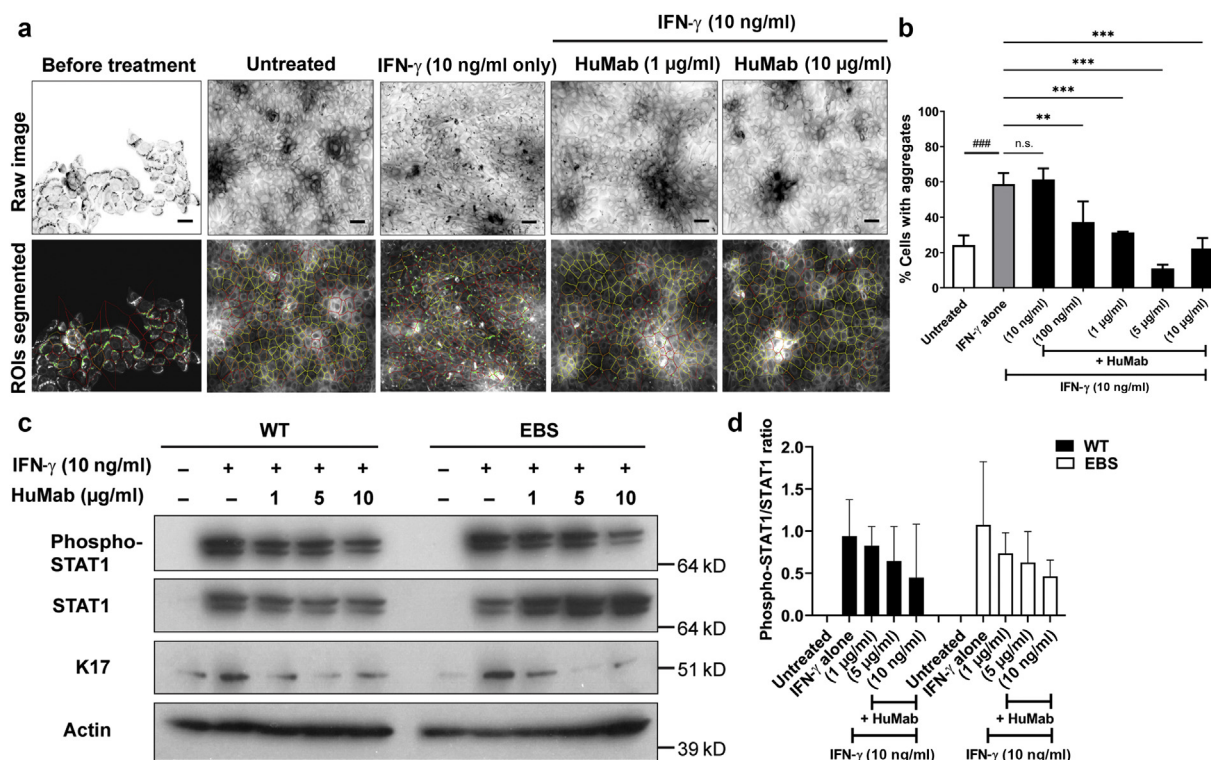 a
IFN-γ (10 ng/ml)
Before treatment
Untreated
IFN-γ (10 ng/ml only)
HuMab (1 μg/ml)
HuMab (10 μg/ml)
Raw image
ROIs segmented
b
% Cells with aggregates
100
80
60
40
20
0
###
n.s.
**
***
***
***
Untreated
IFN-γ alone
(10 ng/ml)
(100 ng/ml)
(1 μg/ml)
(5 μg/ml)
(10 μg/ml)
+ HuMab
IFN-γ (10 ng/ml)
c
WT
EBS
IFN-γ (10 ng/ml) – + + + + – + + + +
HuMab (μg/ml) – – 1 5 10 – – 1 5 10
Phospho-
STAT1
64 kD
STAT1
64 kD
K17
51 kD
Actin
39 kD
d
WT
EBS
Phospho-STAT1/STAT1 ratio
2.0
1.5
1.0
0.5
0.0
Untreated
IFN-γ alone
(1 μg/ml)
(5 μg/ml)
(10 ng/ml)
Untreated
IFN-γ alone
(1 μg/ml)
(5 μg/ml)
(10 ng/ml)
+ HuMab
+ HuMab
IFN-γ (10 ng/ml)
IFN-γ (10 ng/ml)